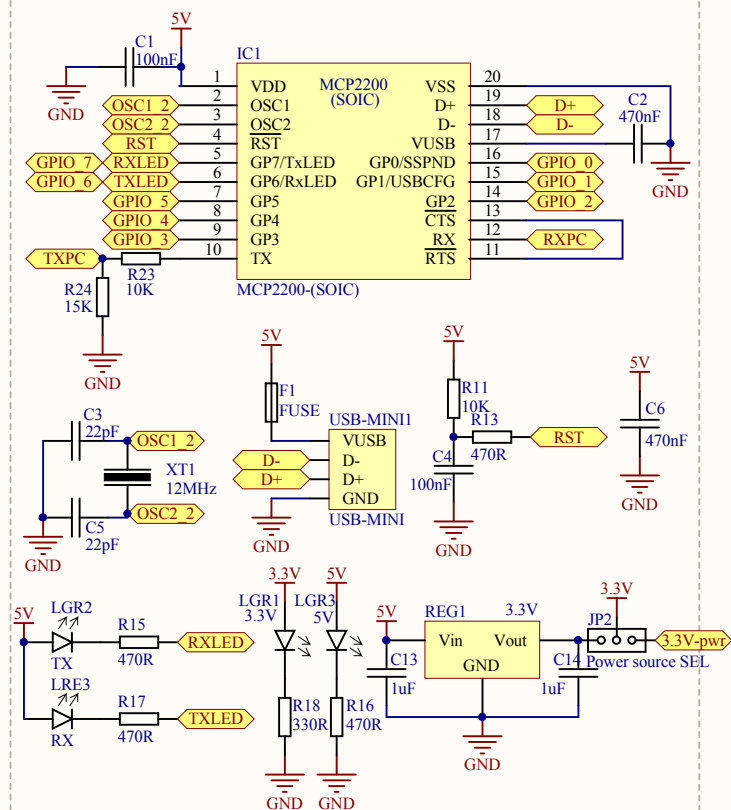 5V
C1
100nF
GND
IC1
MCP2200
(SOIC)
1 VDD VSS 20
OSC1_2 2 OSC1 D+ 19 D+
OSC2_2 3 OSC2 D- 18 D-
RST 4 RST VUSB 17
GPIO_7 RXLED 5 GP7/TxLED GP0/SSPND 16 GPIO_0
GPIO_6 TXLED 6 GP6/RxLED GP1/USBCFG 15 GPIO_1
GPIO_5 7 GP5 GP2 14 GPIO_2
GPIO_4 8 GP4 CTS 13
GPIO_3 9 GP3 RX 12 RXPC
TXPC 10 TX RTS 11
MCP2200-(SOIC)
C2
470nF
GND
R23
10K
R24
15K
GND
C3
22pF
OSC1_2
XT1
12MHz
OSC2_2
C5
22pF
GND
5V
F1
FUSE
USB-MINI1
VUSB
D- D-
D+ D+
GND
USB-MINI
GND
5V
R11
10K
R13
470R
RST
C4
100nF
GND
5V
C6
470nF
GND
5V
LGR2
TX
R15
470R
RXLED
LRE3
RX
R17
470R
TXLED
3.3V
LGR1
3.3V
R18
330R
GND
5V
LGR3
5V
R16
470R
GND
5V
REG1 3.3V
Vin Vout
GND
C13
1uF
C14
1uF
GND
3.3V
JP2
3.3V-pwr
Power source SEL